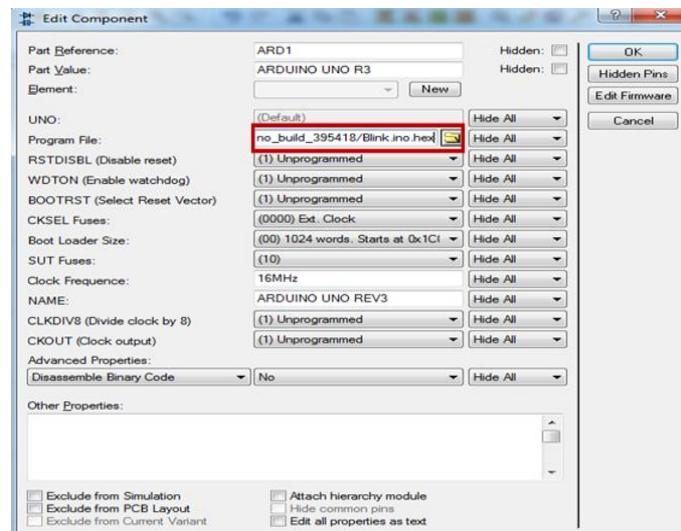 Edit Component
Part Reference: ARD1 Hidden:
Part Value: ARDUINO UNO R3 Hidden:
Element: New
UNO: (Default) Hide All
Program File: no_build_395418/Blink.ino.hex Hide All
RSTDISBL (Disable reset) (1) Unprogrammed Hide All
WDTON (Enable watchdog) (1) Unprogrammed Hide All
BOOTRST (Select Reset Vector) (1) Unprogrammed Hide All
CKSEL Fuses: (0000) Ext. Clock Hide All
Boot Loader Size: (00) 1024 words. Starts at 0x1C Hide All
SUT Fuses: (10) Hide All
Clock Frequence: 16MHz Hide All
NAME: ARDUINO UNO REV3 Hide All
CLKDIV8 (Divide clock by 8) (1) Unprogrammed Hide All
CKOUT (Clock output) (1) Unprogrammed Hide All
Advanced Properties:
Disassemble Binary Code No Hide All
Other Properties:
Exclude from Simulation Attach hierarchy module
Exclude from PCB Layout Hide common pins
Exclude from Current Variant Edit all properties as text
OK
Hidden Pins
Edit Firmware
Cancel